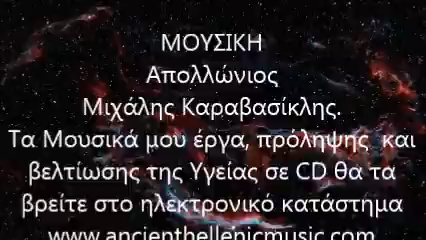 ΜΟΥΣΙΚΗ
Απολλώνιος
Μιχάλης Καραβασίκλης.
Τα Μουσικά μου έργα, πρόληψης και
βελτίωσης της Υγείας σε CD θα τα
βρείτε στο ηλεκτρονικό κατάστημα
www.ancienthellenicmusic.com